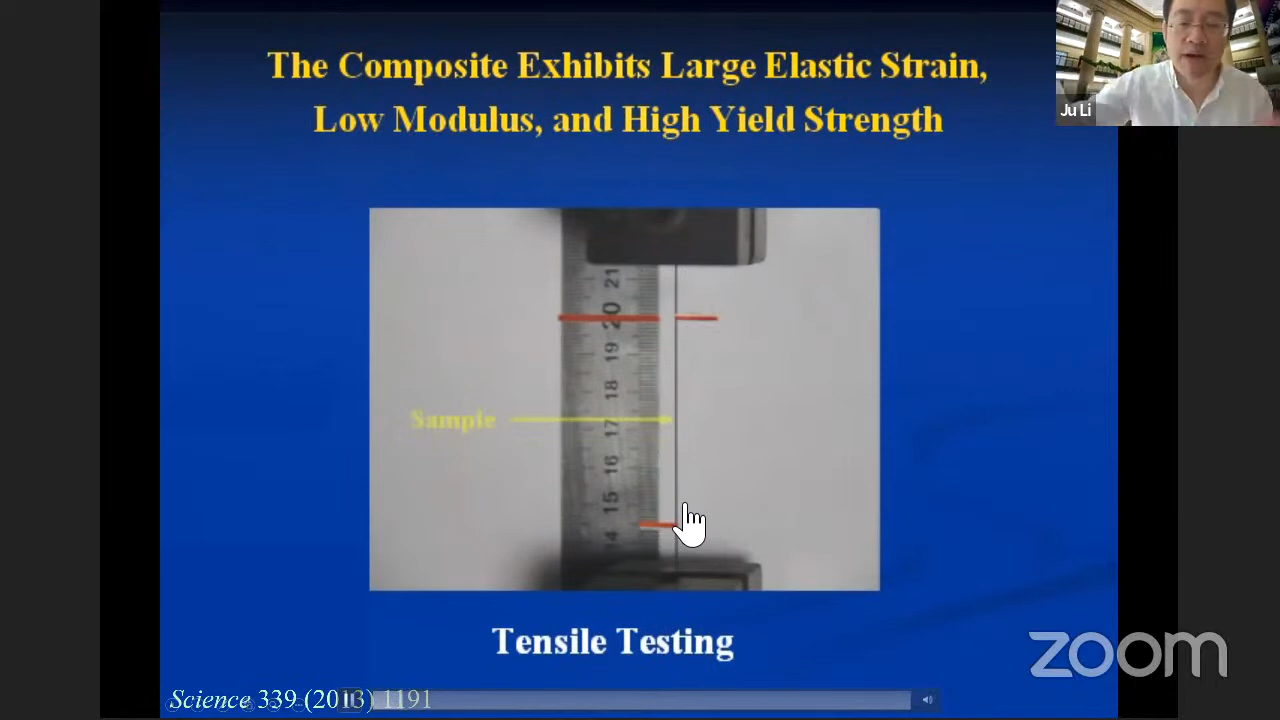 The Composite Exhibits Large Elastic Strain,
Low Modulus, and High Yield Strength
Ju Li
21
20
19
18
Sample
17
16
15
14
Tensile Testing
zoom
Science 339 (2013) 1191